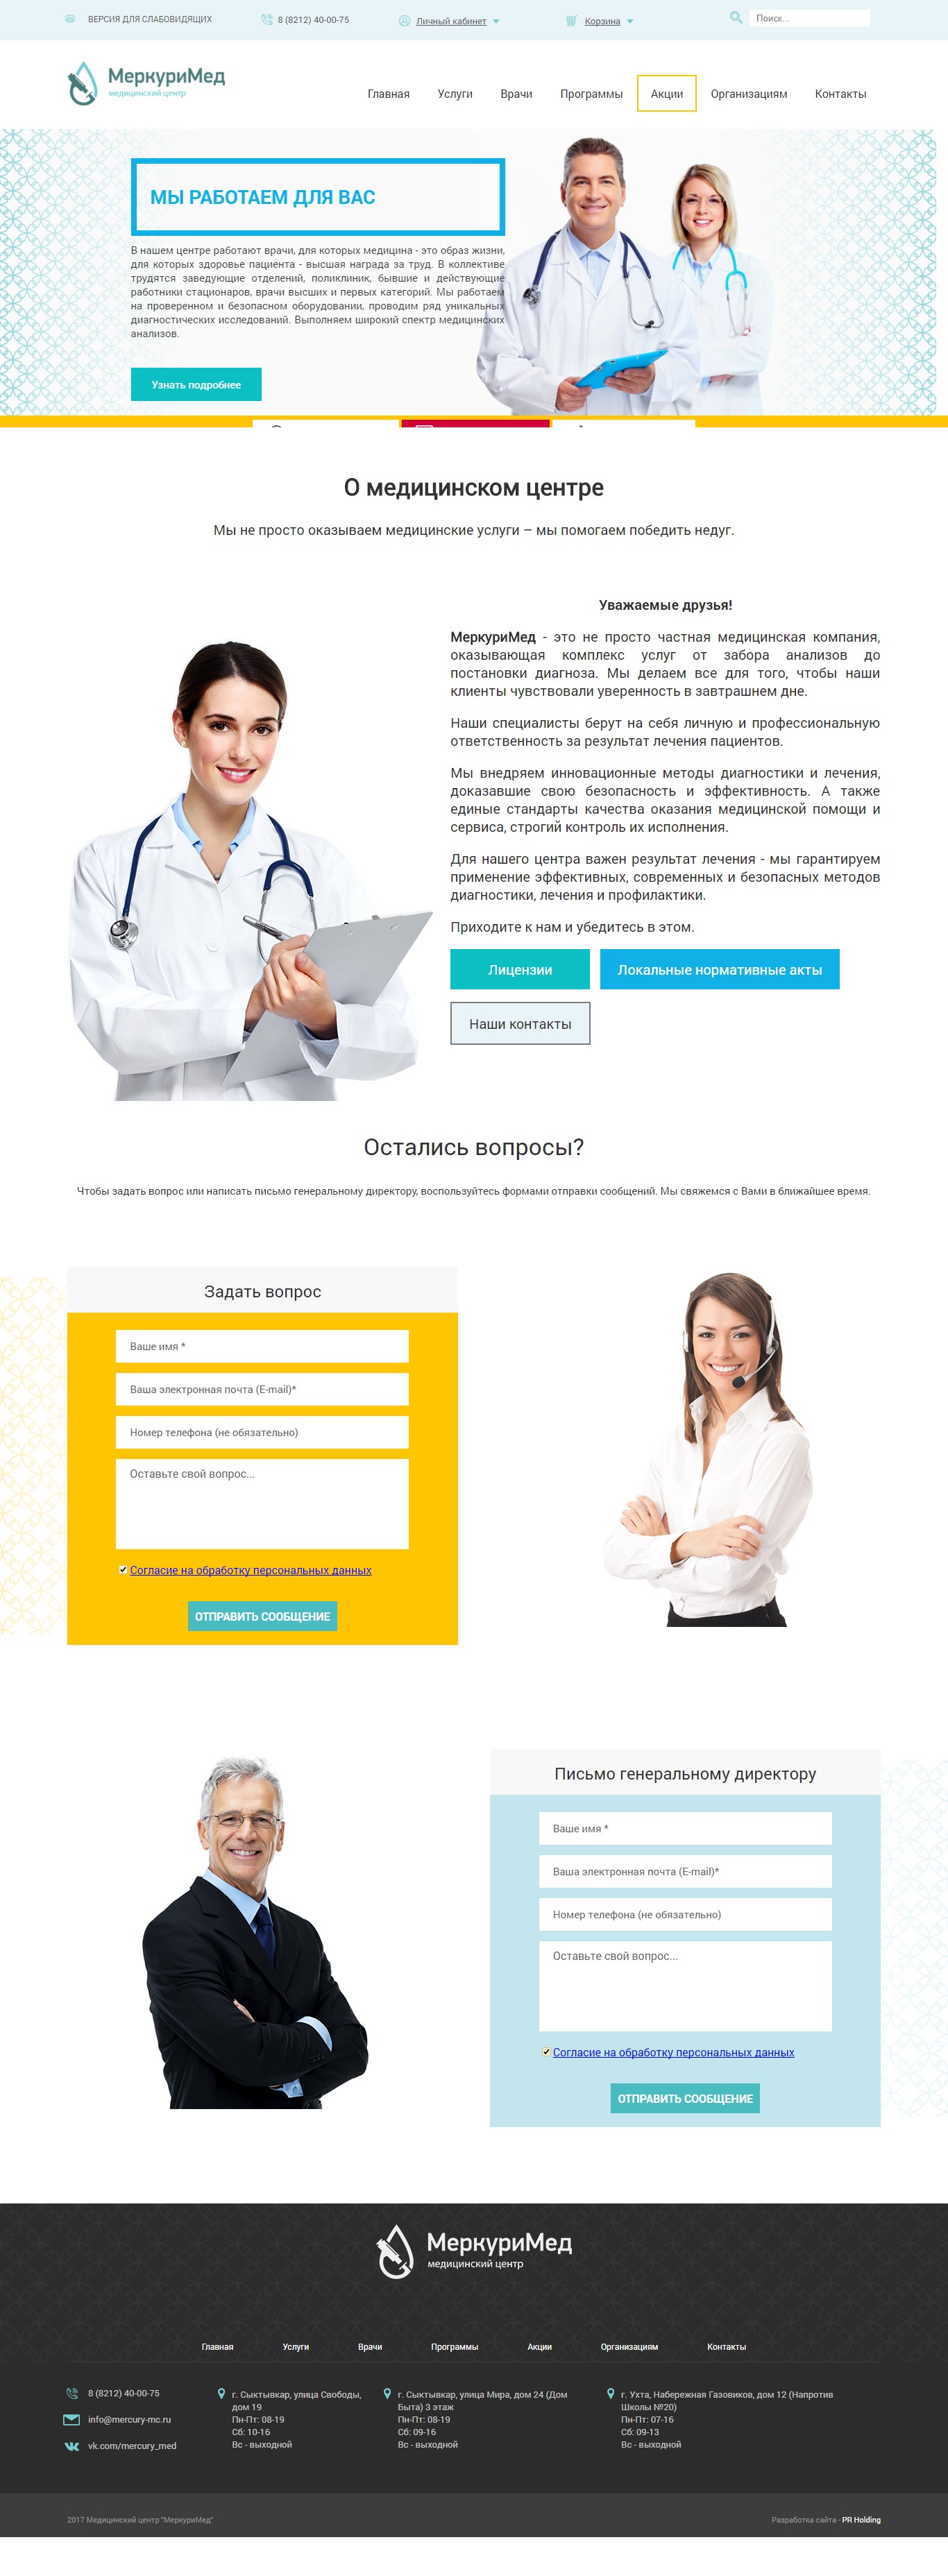 ВЕРСИЯ ДЛЯ СЛАБОВИДЯЩИХ
8 (8212) 40-00-75
Личный кабинет
Корзина
Поиск...
МеркуриМед
медицинский центр
Главная
Услуги
Врачи
Программы
Акции
Организациям
Контакты
МЫ РАБОТАЕМ ДЛЯ ВАС
В нашем центре работают врачи, для которых медицина - это образ жизни,
для которых здоровье пациента - высшая награда за труд. В коллективе
трудятся заведующие отделений, поликлиник, бывшие и действующие
работники стационаров, врачи высших и первых категорий. Мы работаем
на проверенном и безопасном оборудовании, проводим ряд уникальных
диагностических исследований. Выполняем широкий спектр медицинских
анализов.
Узнать подробнее
О медицинском центре
Мы не просто оказываем медицинские услуги – мы помогаем победить недуг.
Уважаемые друзья!
МеркуриМед - это не просто частная медицинская компания,
оказывающая комплекс услуг от забора анализов до
постановки диагноза. Мы делаем все для того, чтобы наши
клиенты чувствовали уверенность в завтрашнем дне.
Наши специалисты берут на себя личную и профессиональную
ответственность за результат лечения пациентов.
Мы внедряем инновационные методы диагностики и лечения,
доказавшие свою безопасность и эффективность. А также
единые стандарты качества оказания медицинской помощи и
сервиса, строгий контроль их исполнения.
Для нашего центра важен результат лечения - мы гарантируем
применение эффективных, современных и безопасных методов
диагностики, лечения и профилактики.
Приходите к нам и убедитесь в этом.
Лицензии
Локальные нормативные акты
Наши контакты
Остались вопросы?
Чтобы задать вопрос или написать письмо генеральному директору, воспользуйтесь формами отправки сообщений. Мы свяжемся с Вами в ближайшее время.
Задать вопрос
Ваше имя *
Ваша электронная почта (E-mail)*
Номер телефона (не обязательно)
Оставьте свой вопрос...
Согласие на обработку персональных данных
ОТПРАВИТЬ СООБЩЕНИЕ
Письмо генеральному директору
Ваше имя *
Ваша электронная почта (E-mail)*
Номер телефона (не обязательно)
Оставьте свой вопрос...
Согласие на обработку персональных данных
ОТПРАВИТЬ СООБЩЕНИЕ
МеркуриМед
медицинский центр
Главная
Услуги
Врачи
Программы
Акции
Организациям
Контакты
8 (8212) 40-00-75
info@mercury-mc.ru
vk.com/mercury_med
г. Сыктывкар, улица Свободы,
дом 19
Пн-Пт: 08-19
Сб: 10-16
Вс - выходной
г. Сыктывкар, улица Мира, дом 24 (Дом
Быта) 3 этаж
Пн-Пт: 08-19
Сб: 09-16
Вс - выходной
г. Ухта, Набережная Газовиков, дом 12 (Напротив
Школы №20)
Пн-Пт: 07-16
Сб: 09-13
Вс - выходной
2017 Медицинский центр "МеркуриМед"
Разработка сайта - PR Holding